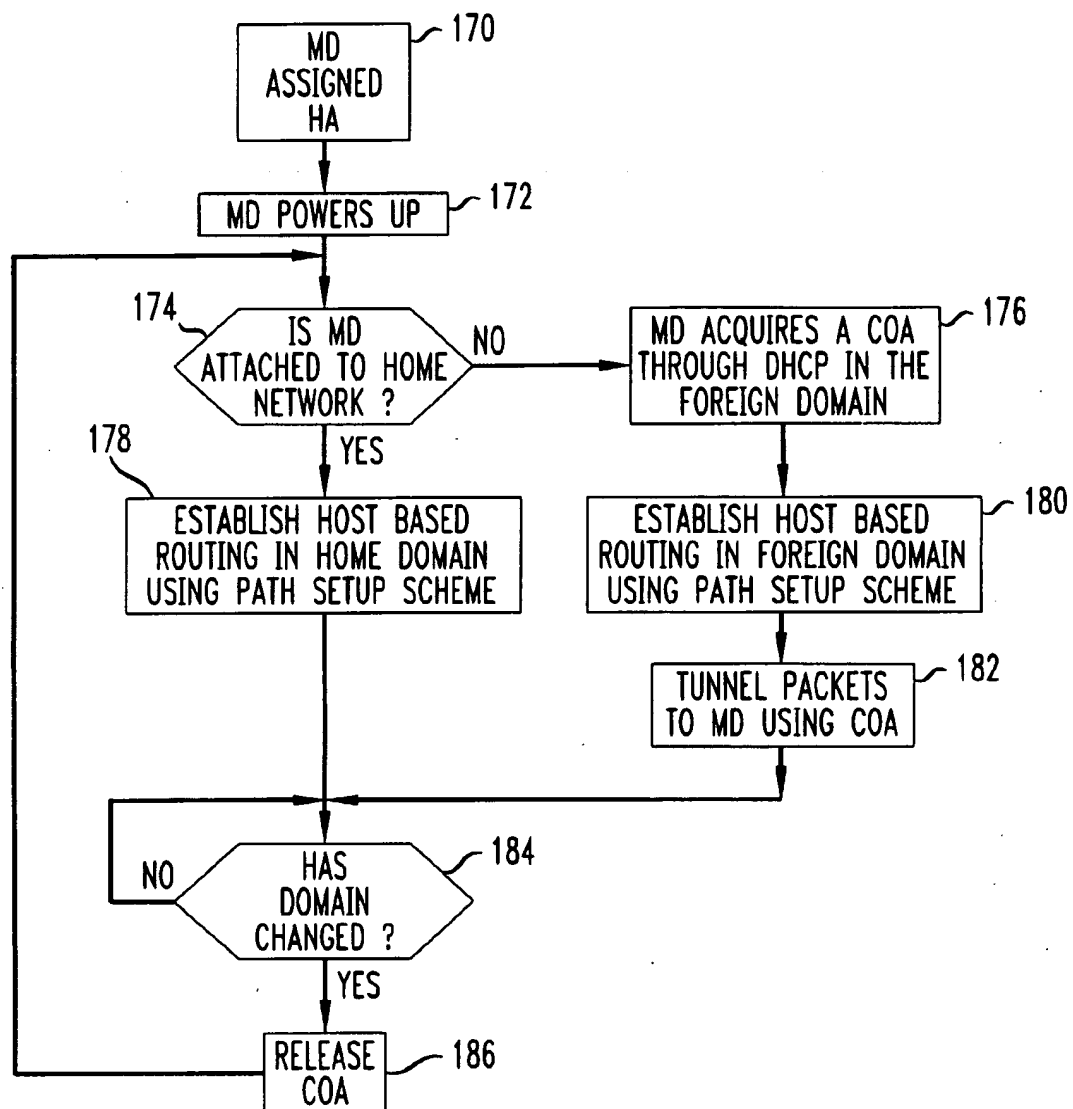 MD
ASSIGNED
HA
170
MD POWERS UP
172
174
IS MD
ATTACHED TO HOME
NETWORK ?
NO
YES
MD ACQUIRES A COA
THROUGH DHCP IN THE
FOREIGN DOMAIN
176
178
ESTABLISH HOST BASED
ROUTING IN HOME DOMAIN
USING PATH SETUP SCHEME
ESTABLISH HOST BASED
ROUTING IN FOREIGN DOMAIN
USING PATH SETUP SCHEME
180
TUNNEL PACKETS
TO MD USING COA
182
NO
HAS
DOMAIN
CHANGED ?
184
YES
RELEASE
COA
186